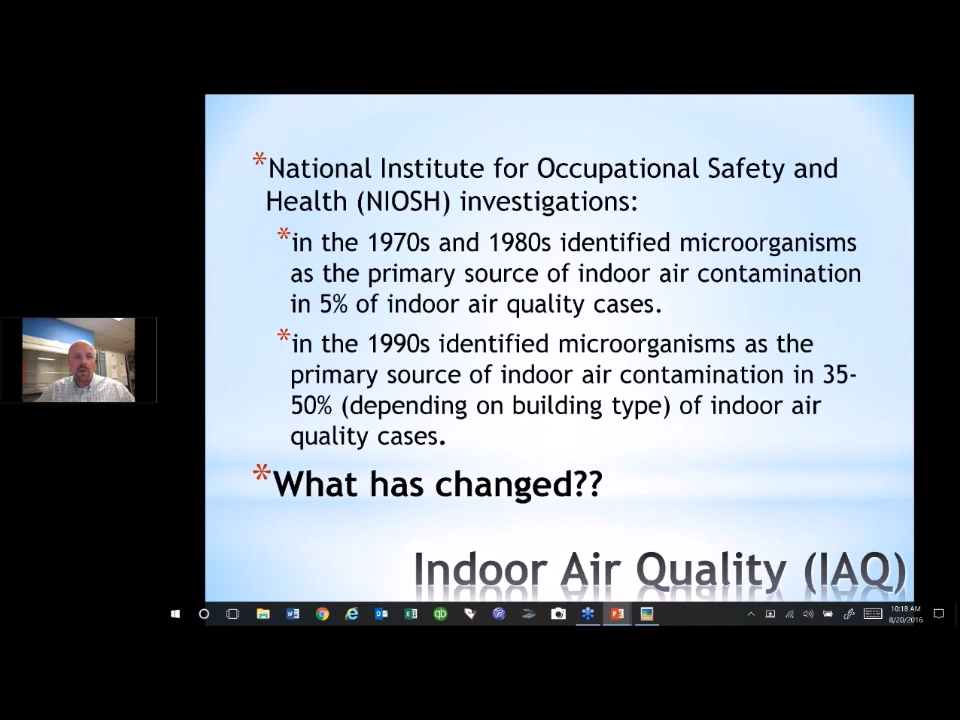 *National Institute for Occupational Safety and
Health (NIOSH) investigations:
*in the 1970s and 1980s identified microorganisms
as the primary source of indoor air contamination
in 5% of indoor air quality cases.
*in the 1990s identified microorganisms as the
primary source of indoor air contamination in 35-
50% (depending on building type) of indoor air
quality cases.
*What has changed??
Indoor Air Quality (IAQ)
10:18 AM
8/20/2016